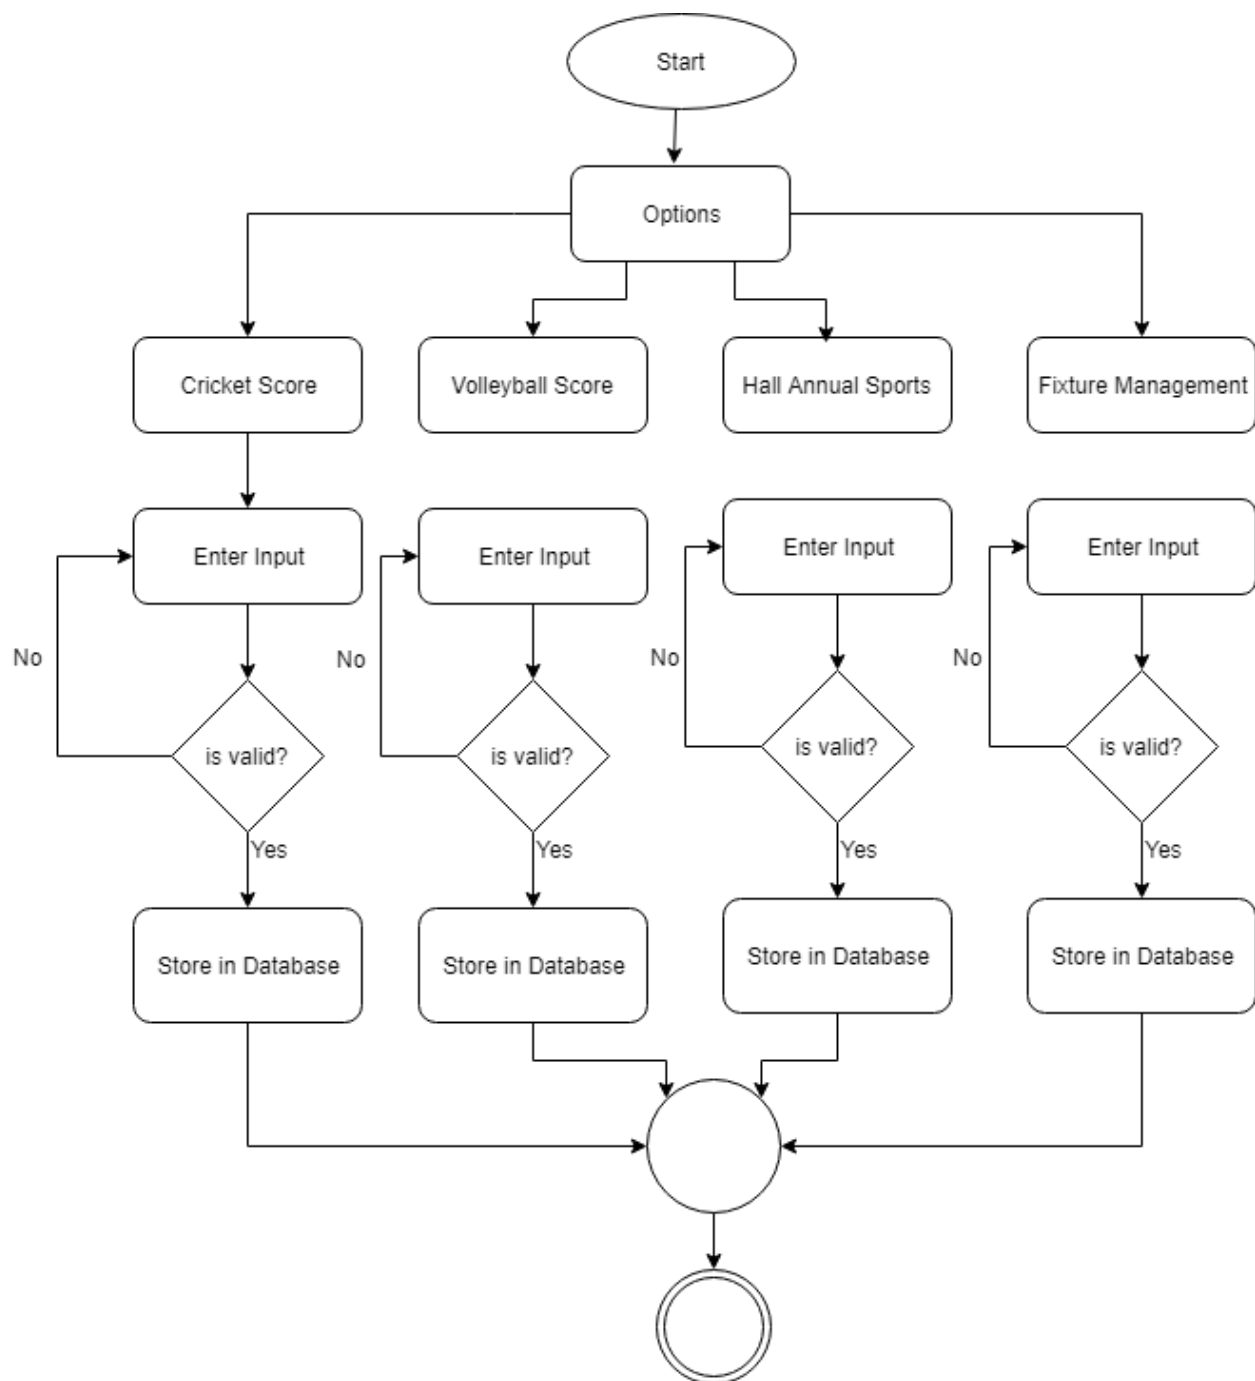 Start
Options
Cricket Score
Volleyball Score
Hall Annual Sports
Fixture Management
Enter Input
Enter Input
Enter Input
Enter Input
No
No
No
No
is valid?
is valid?
is valid?
is valid?
Yes
Yes
Yes
Yes
Store in Database
Store in Database
Store in Database
Store in Database